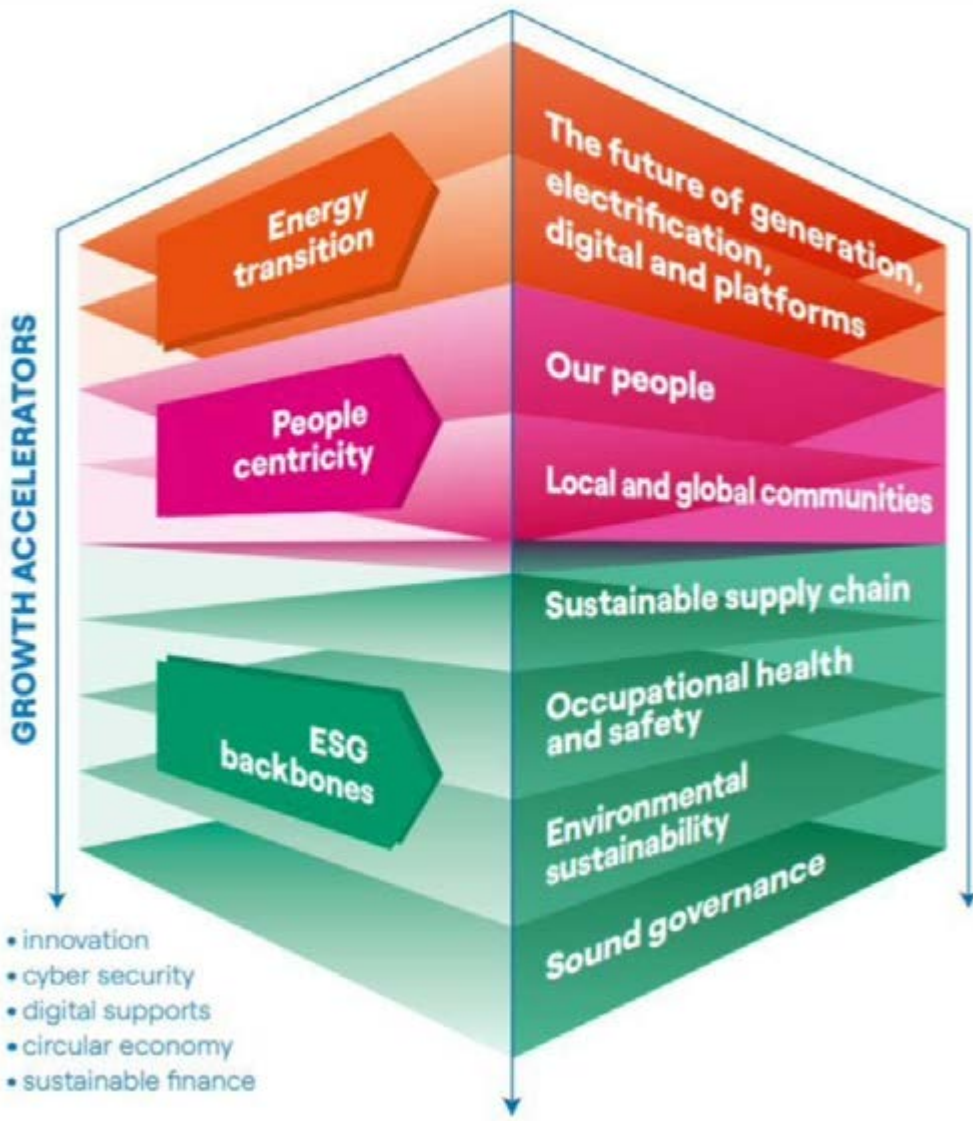 GROWTH ACCELERATORS
Energy
transition
The future of generation,
electrification,
digital and platforms
People
centricity
Our people
Local and global communities
ESG
backbones
Sustainable supply chain
Occupational health
and safety
Environmental
sustainability
Sound governance
• innovation
• cyber security
• digital supports
• circular economy
• sustainable finance